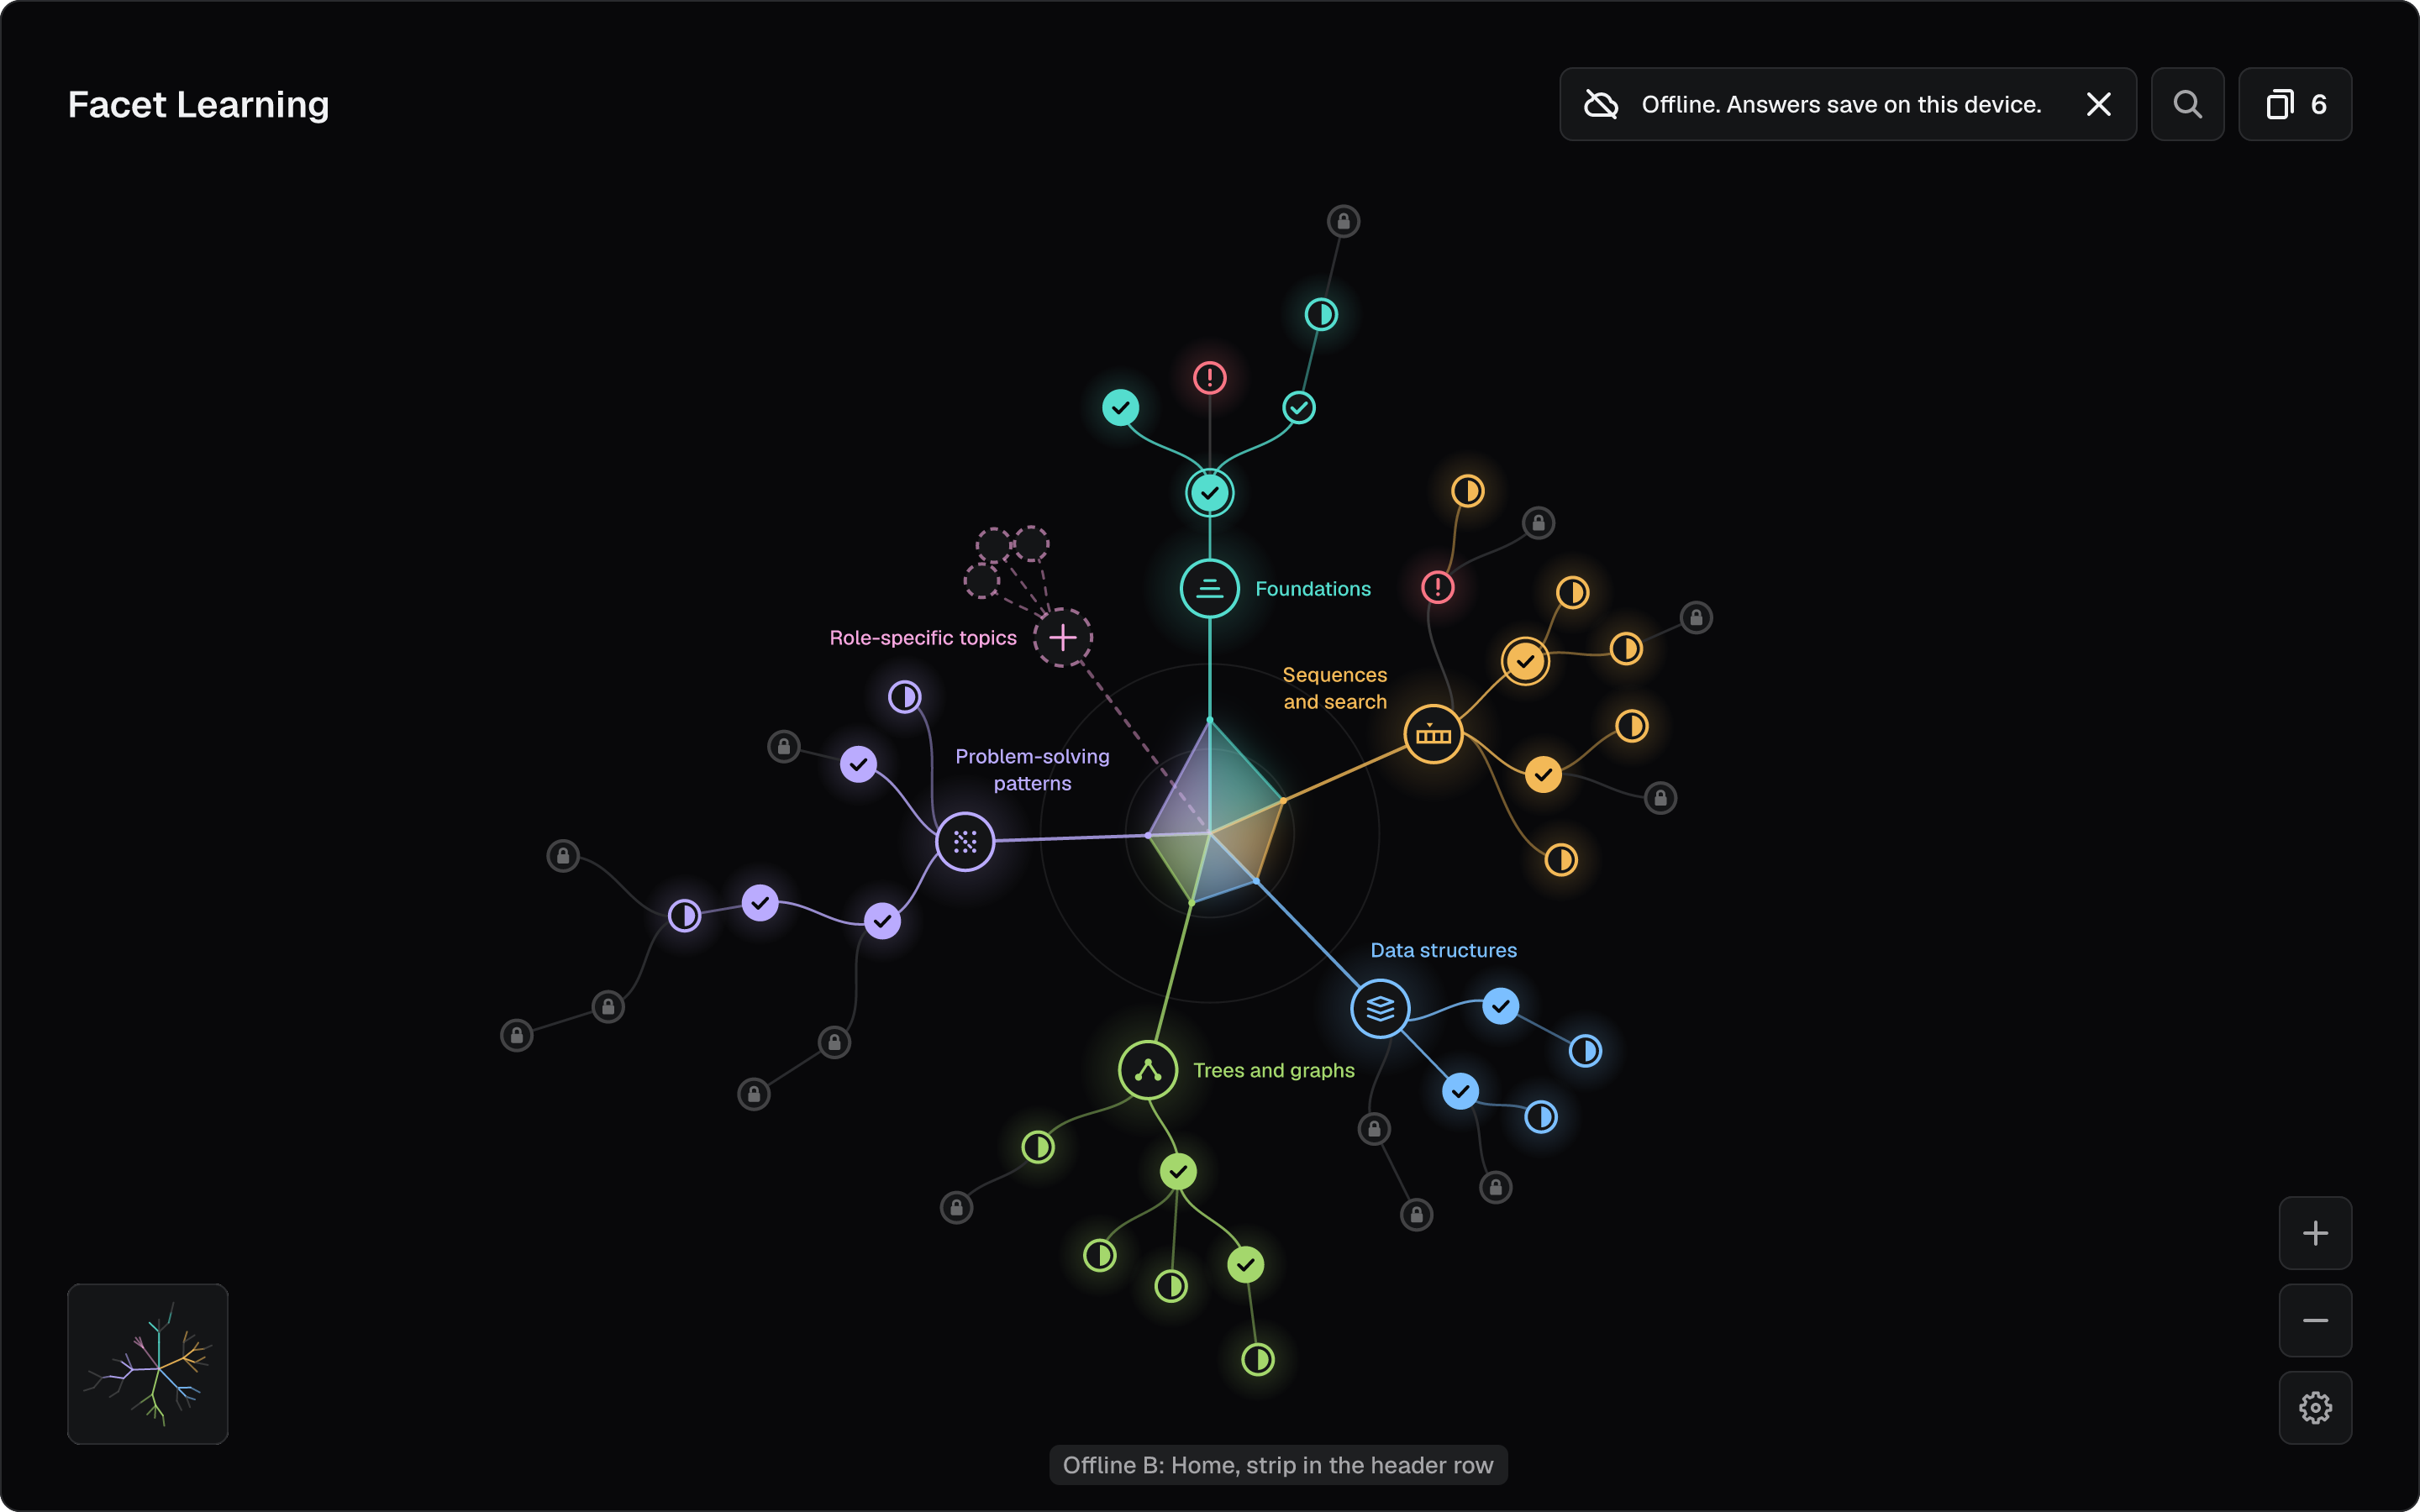 Facet Learning
Offline. Answers save on this device.
6
Foundations
Role-specific topics
Sequences
and search
Problem-solving
patterns
Data structures
Trees and graphs
Offline B: Home, strip in the header row